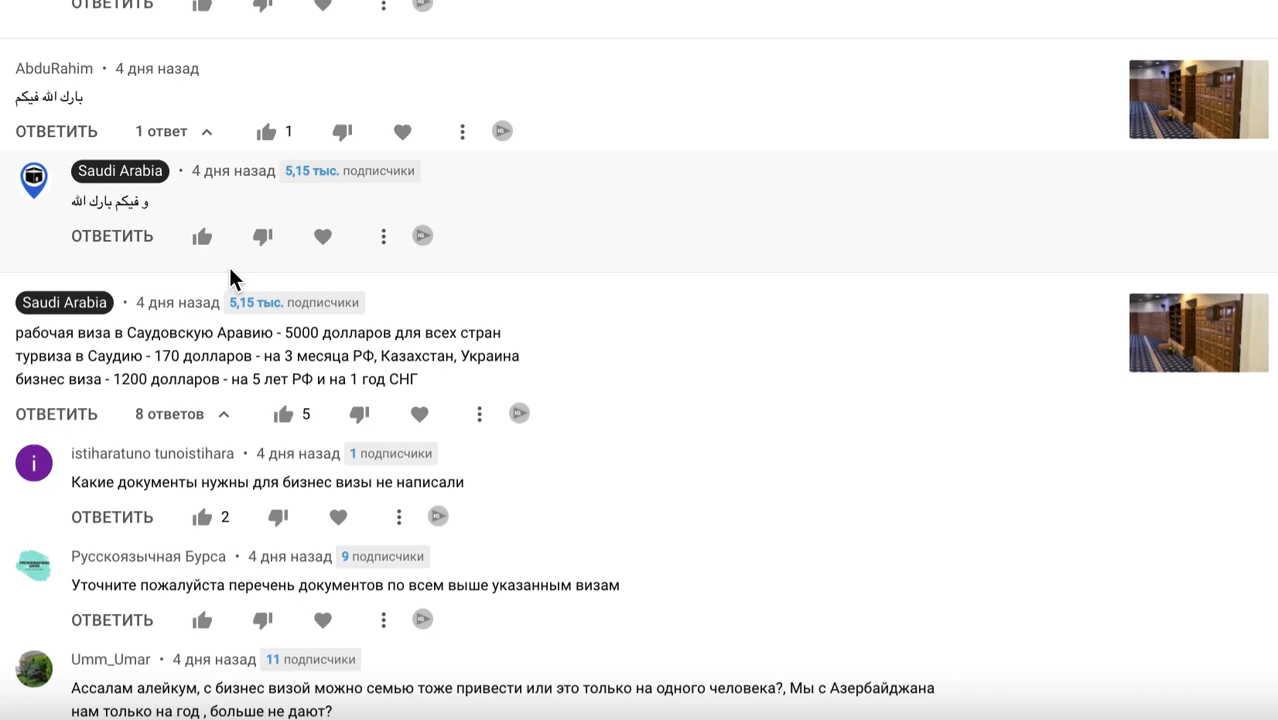 ОТВЕТИТЬ
AbduRahim • 4 дня назад
بارك الله فيكم
ОТВЕТИТЬ 1 ответ 1
Saudi Arabia • 4 дня назад 5,15 тыс. подписчики
و فيكم بارك الله
ОТВЕТИТЬ
Saudi Arabia • 4 дня назад 5,15 тыс. подписчики
рабочая виза в Саудовскую Аравию - 5000 долларов для всех стран
турвиза в Саудию - 170 долларов - на 3 месяца РФ, Казахстан, Украина
бизнес виза - 1200 долларов - на 5 лет РФ и на 1 год СНГ
ОТВЕТИТЬ 8 ответов 5
istiharatuno tunoistihara • 4 дня назад 1 подписчики
Какие документы нужны для бизнес визы не написали
ОТВЕТИТЬ 2
Русскоязычная Бурса • 4 дня назад 9 подписчики
Уточните пожалуйста перечень документов по всем выше указанным визам
ОТВЕТИТЬ
Umm_Umar • 4 дня назад 11 подписчики
Ассалам алейкум, с бизнес визой можно семью тоже привести или это только на одного человека?, Мы с Азербайджана
нам только на год , больше не дают?